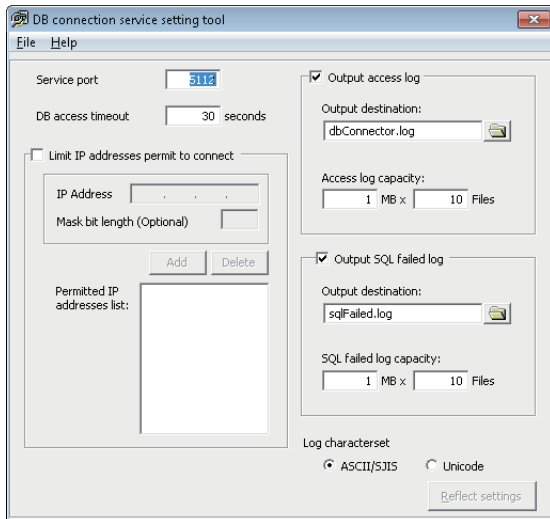 DB connection service setting tool
File Help
Service port 5112
DB access timeout 30 seconds
Limit IP addresses permit to connect
IP Address . . .
Mask bit length (Optional)
Add Delete
Permitted IP
addresses list:
Output access log
Output destination:
dbConnector.log
Access log capacity:
1 MB x 10 Files
Output SQL failed log
Output destination:
sqlFailed.log
SQL failed log capacity:
1 MB x 10 Files
Log characterset
ASCII/SJIS Unicode
Reflect settings